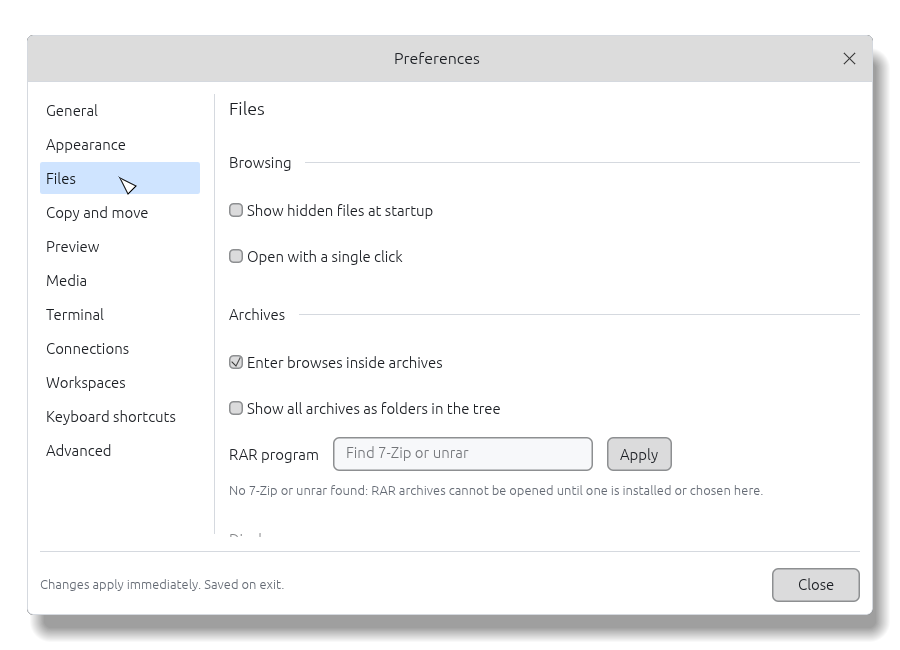 Preferences
General
Appearance
Files
Copy and move
Preview
Media
Terminal
Connections
Workspaces
Keyboard shortcuts
Advanced
Files
Browsing
Show hidden files at startup
Open with a single click
Archives
Enter browses inside archives
Show all archives as folders in the tree
RAR program Find 7-Zip or unrar Apply
No 7-Zip or unrar found: RAR archives cannot be opened until one is installed or chosen here.
Changes apply immediately. Saved on exit.
Close